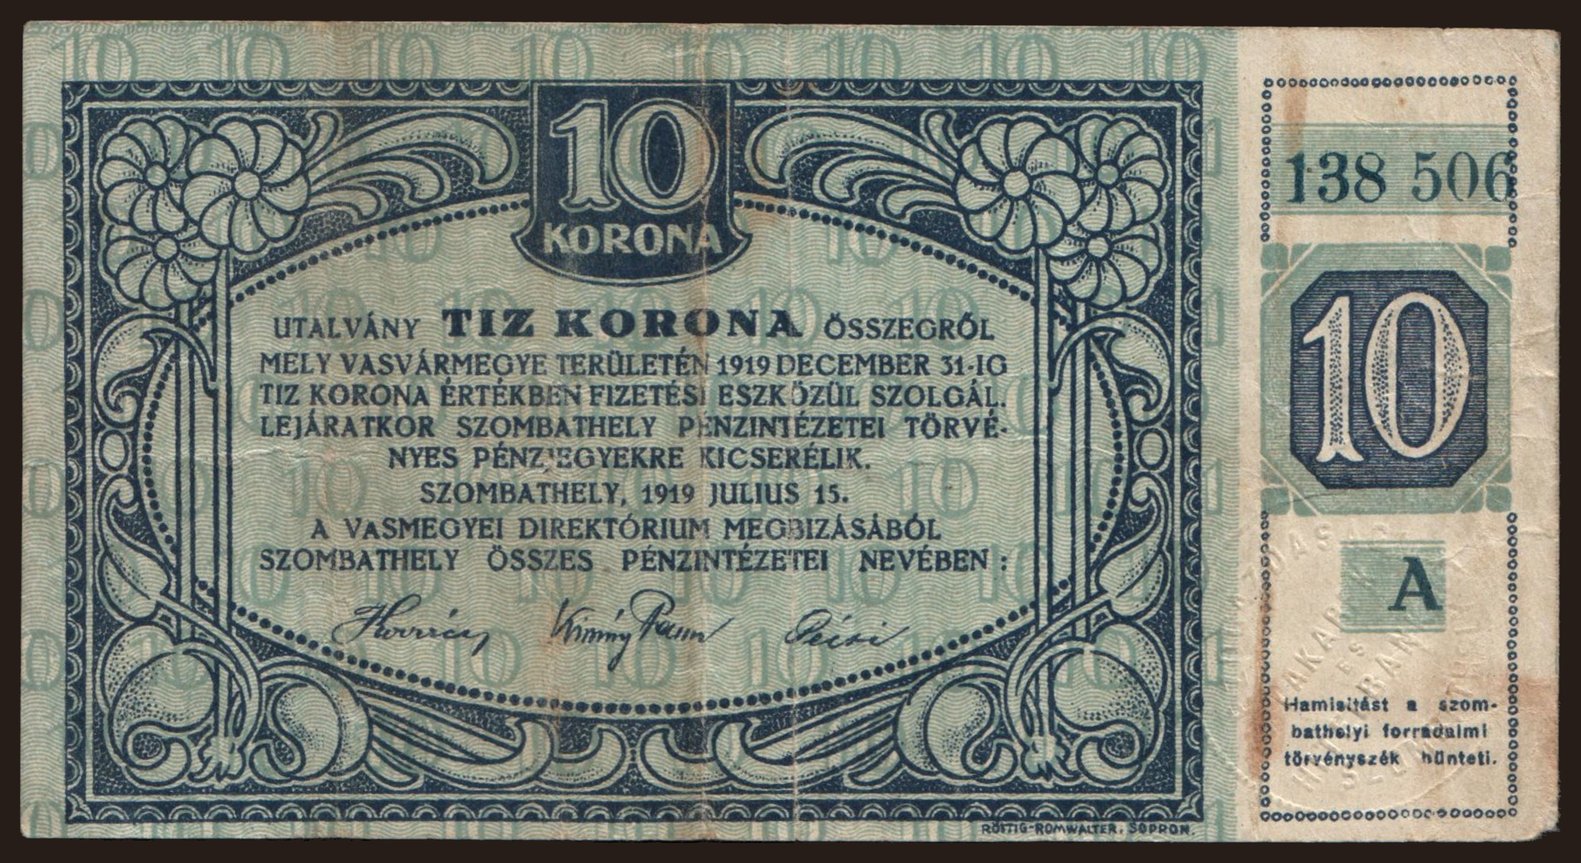 10
KORONA
UTALVÁNY TIZ KORONA ÖSSZEGRŐL
MELY VASVÁRMEGYE TERÜLETÉN 1919 DECEMBER 31-IG
TIZ KORONA ÉRTÉKBEN FIZETÉSI ESZKÖZÜL SZOLGÁL.
LEJÁRATKOR SZOMBATHELY PÉNZINTÉZETEI TÖRVÉ-
NYES PÉNZJEGYEKRE KICSERÉLIK.
SZOMBATHELY, 1919 JULIUS 15.
A VASMEGYEI DIREKTÓRIUM MEGBIZÁSÁBÓL
SZOMBATHELY ÖSSZES PÉNZINTÉZETEI NEVÉBEN:
RÖTTIG-ROMWALTER, SOPRON.
138 506
10
A
Hamisitást a szom-
bathelyi forradalmi
törvényszék bünteti.